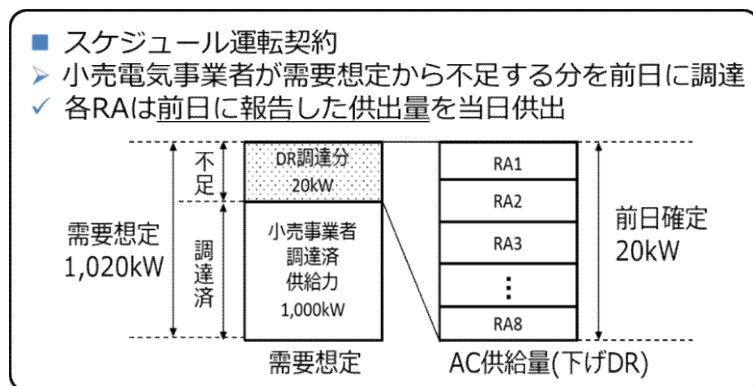 ■ スケジュール運転契約
➢ 小売電気事業者が需要想定から不足する分を前日に調達
✓ 各RAは前日に報告した供出量を当日供出
不足
DR調達分
20kW
需要想定
1,020kW
調達済
小売事業者
調達済
供給力
1,000kW
需要想定
RA1
RA2
RA3
⋮
RA8
前日確定
20kW
AC供給量(下げDR)